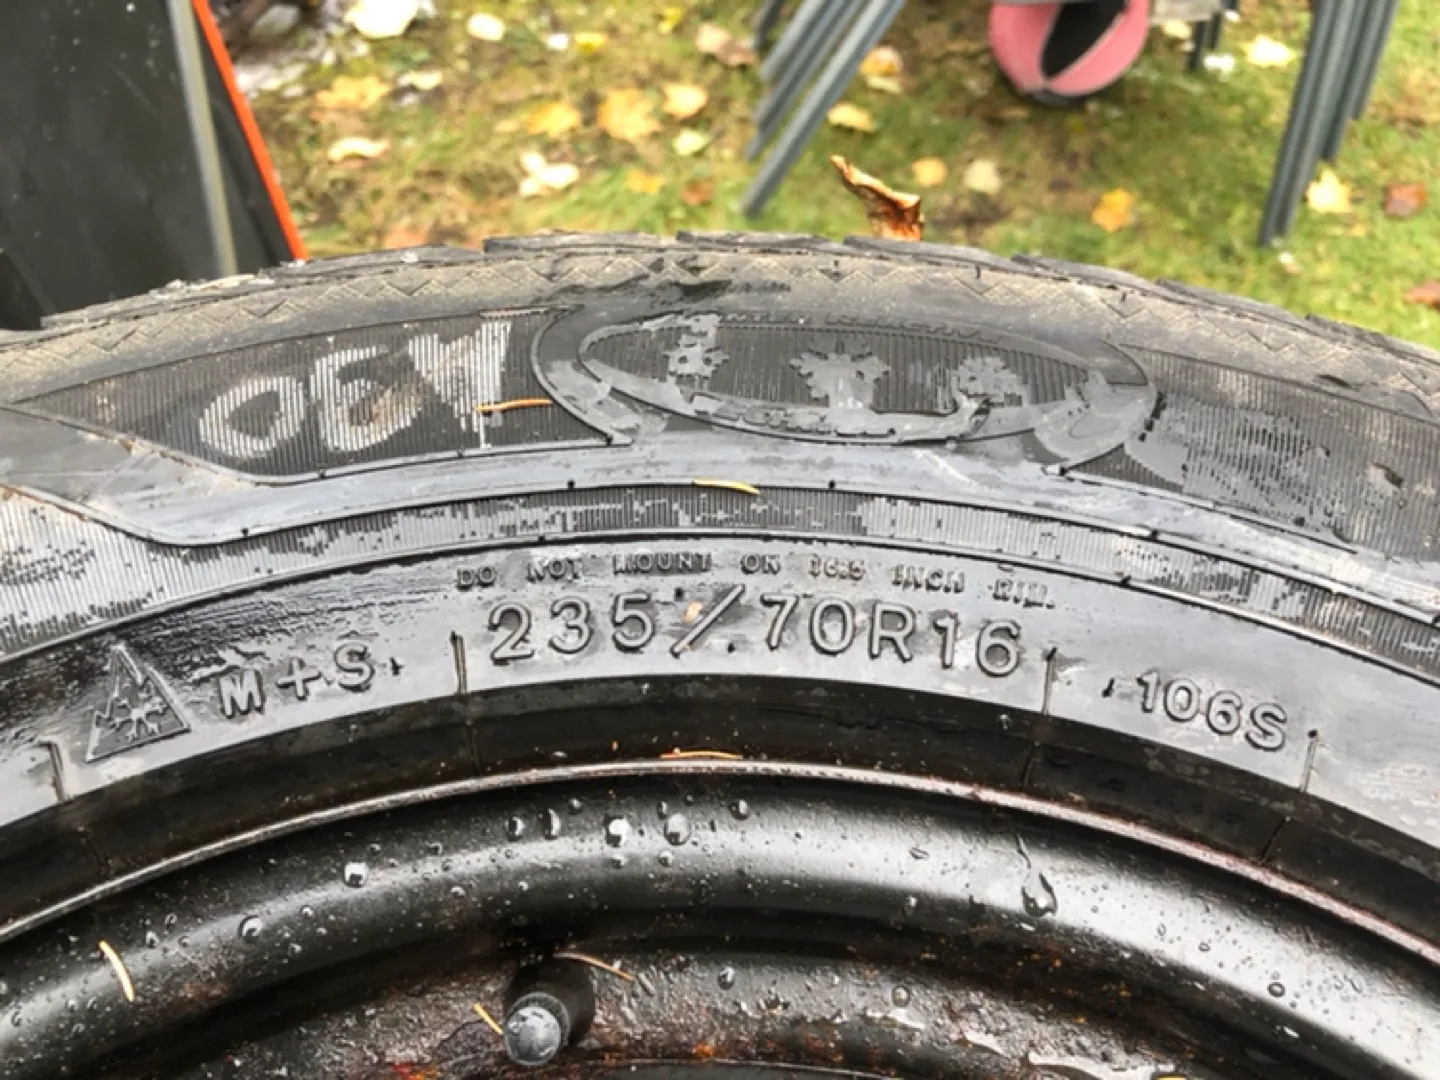 DO NOT MOUNT ON 16.5 INCH RIM.
M+S 235/70R16 106S